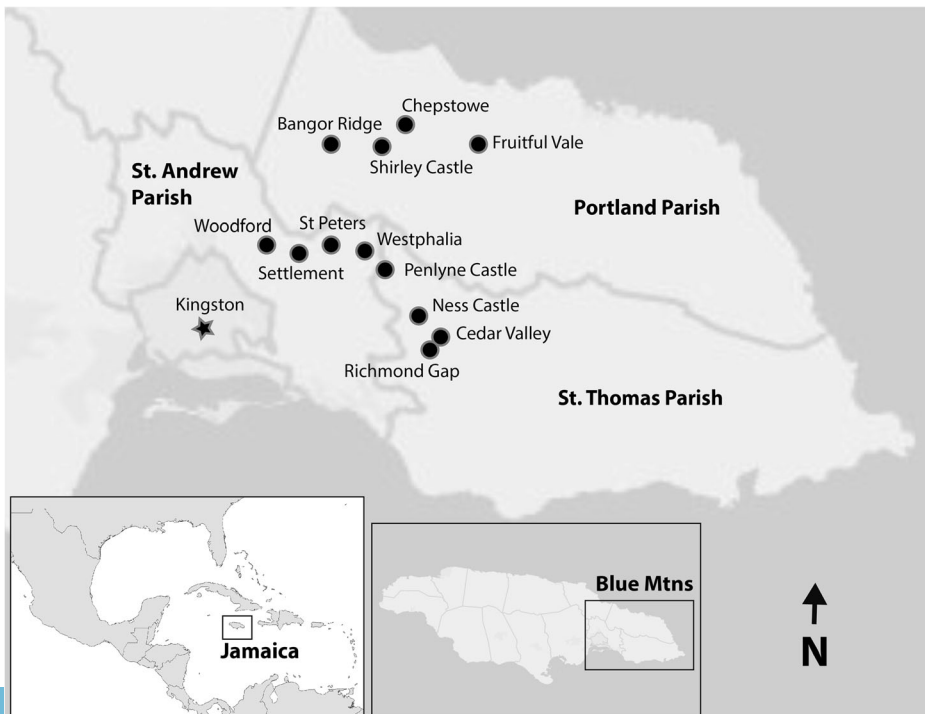 Chepstowe
Bangor Ridge
Fruitful Vale
Shirley Castle
St. Andrew
Parish
Portland Parish
Woodford
St Peters
Westphalia
Settlement
Penlyne Castle
Kingston
Ness Castle
Cedar Valley
Richmond Gap
St. Thomas Parish
Blue Mtns
Jamaica
N